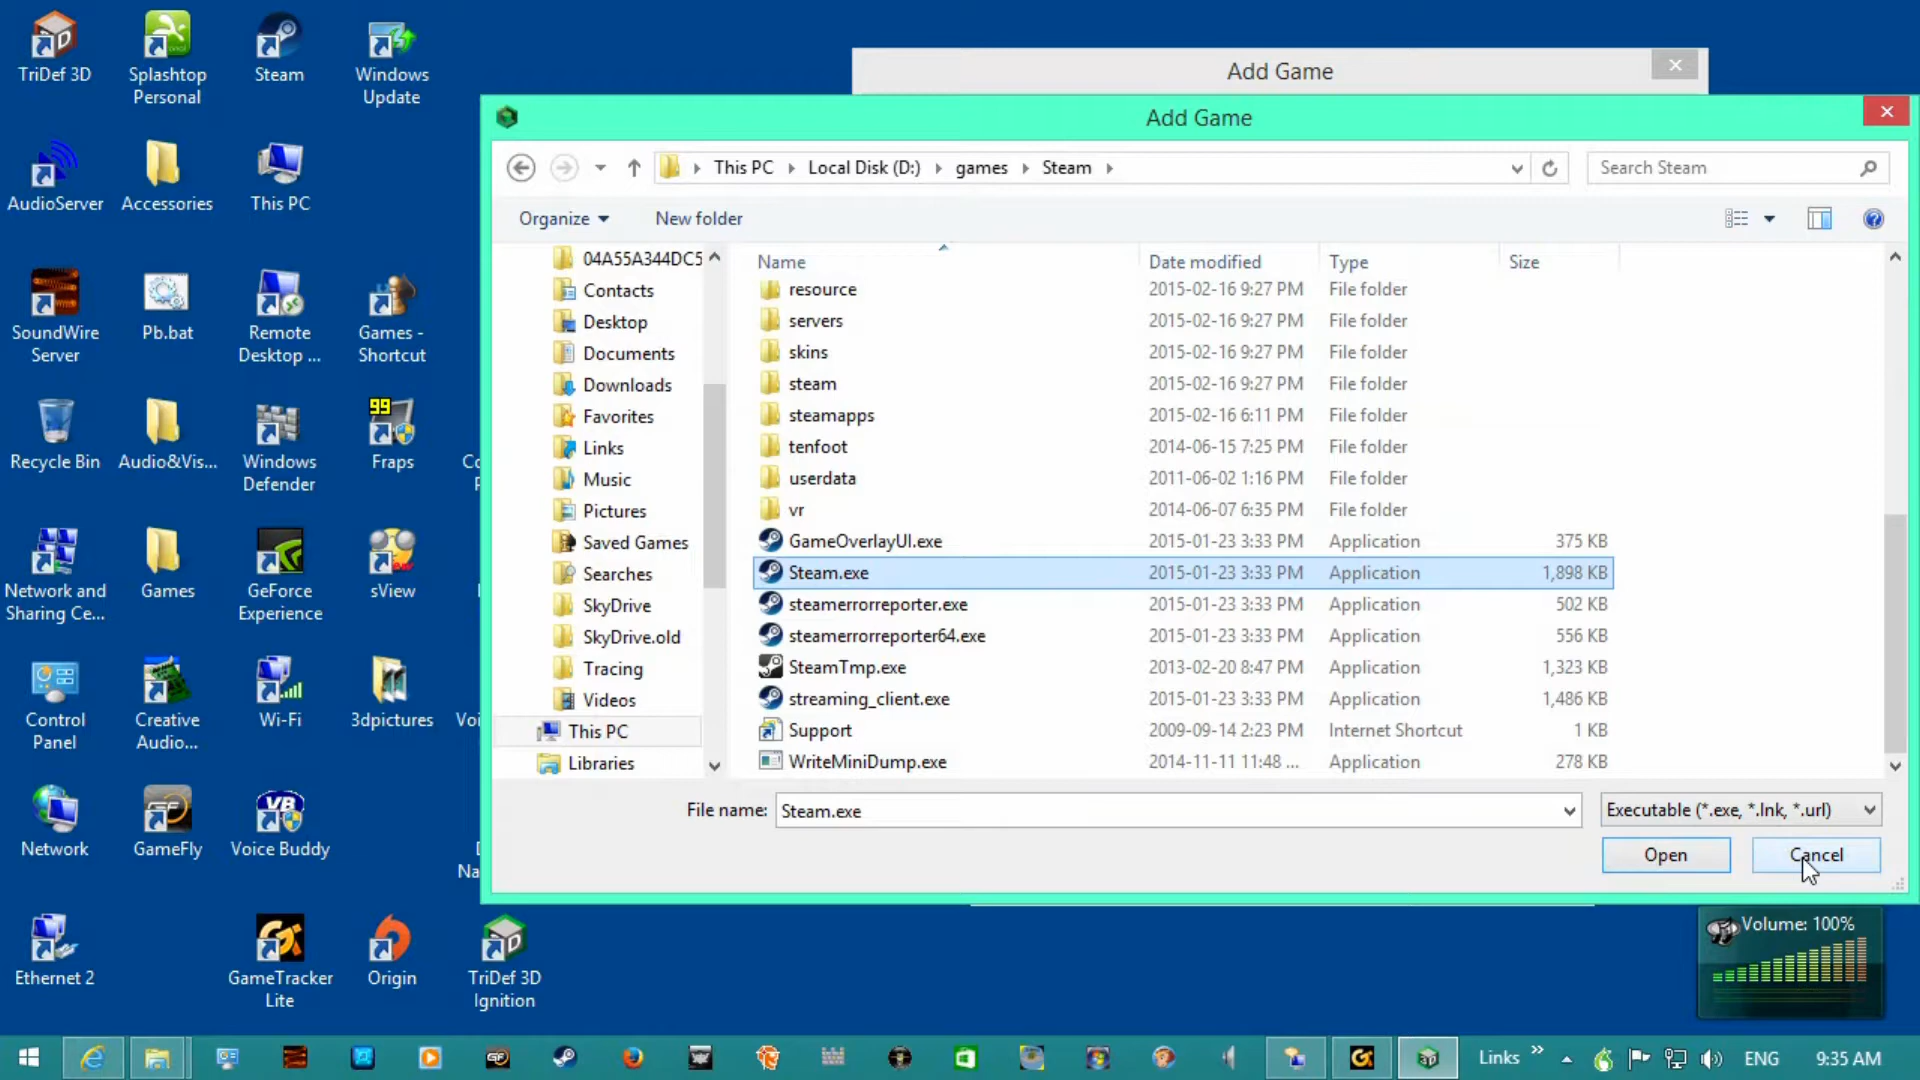 TriDef 3D
Splashtop
Personal
Steam
Windows
Update
AudioServer
Accessories
This PC
SoundWire
Server
Pb.bat
Remote
Desktop ...
Games -
Shortcut
Recycle Bin
Audio&Vis...
Windows
Defender
99
Fraps
Network and
Sharing Ce...
Games
GeForce
Experience
sView
Control
Panel
Creative
Audio...
Wi-Fi
3dpictures
Network
GameFly
Voice Buddy
Ethernet 2
GameTracker
Lite
Origin
TriDef 3D
Ignition
Add Game
Add Game
This PC
Local Disk (D:)
games
Steam
Search Steam
Organize
New folder
04A55A344DC5
Contacts
Desktop
Documents
Downloads
Favorites
Links
Music
Pictures
Saved Games
Searches
SkyDrive
SkyDrive.old
Tracing
Videos
This PC
Libraries
Name Date modified Type Size
resource 2015-02-16 9:27 PM File folder
servers 2015-02-16 9:27 PM File folder
skins 2015-02-16 9:27 PM File folder
steam 2015-02-16 9:27 PM File folder
steamapps 2015-02-16 6:11 PM File folder
tenfoot 2014-06-15 7:25 PM File folder
userdata 2011-06-02 1:16 PM File folder
vr 2014-06-07 6:35 PM File folder
GameOverlayUI.exe 2015-01-23 3:33 PM Application 375 KB
Steam.exe 2015-01-23 3:33 PM Application 1,898 KB
steamerrorreporter.exe 2015-01-23 3:33 PM Application 502 KB
steamerrorreporter64.exe 2015-01-23 3:33 PM Application 556 KB
SteamTmp.exe 2013-02-20 8:47 PM Application 1,323 KB
streaming_client.exe 2015-01-23 3:33 PM Application 1,486 KB
Support 2009-09-14 2:23 PM Internet Shortcut 1 KB
WriteMiniDump.exe 2014-11-11 11:48 ... Application 278 KB
File name: Steam.exe
Executable (*.exe, *.lnk, *.url)
Open
Cancel
Volume: 100%
Links
ENG
9:35 AM